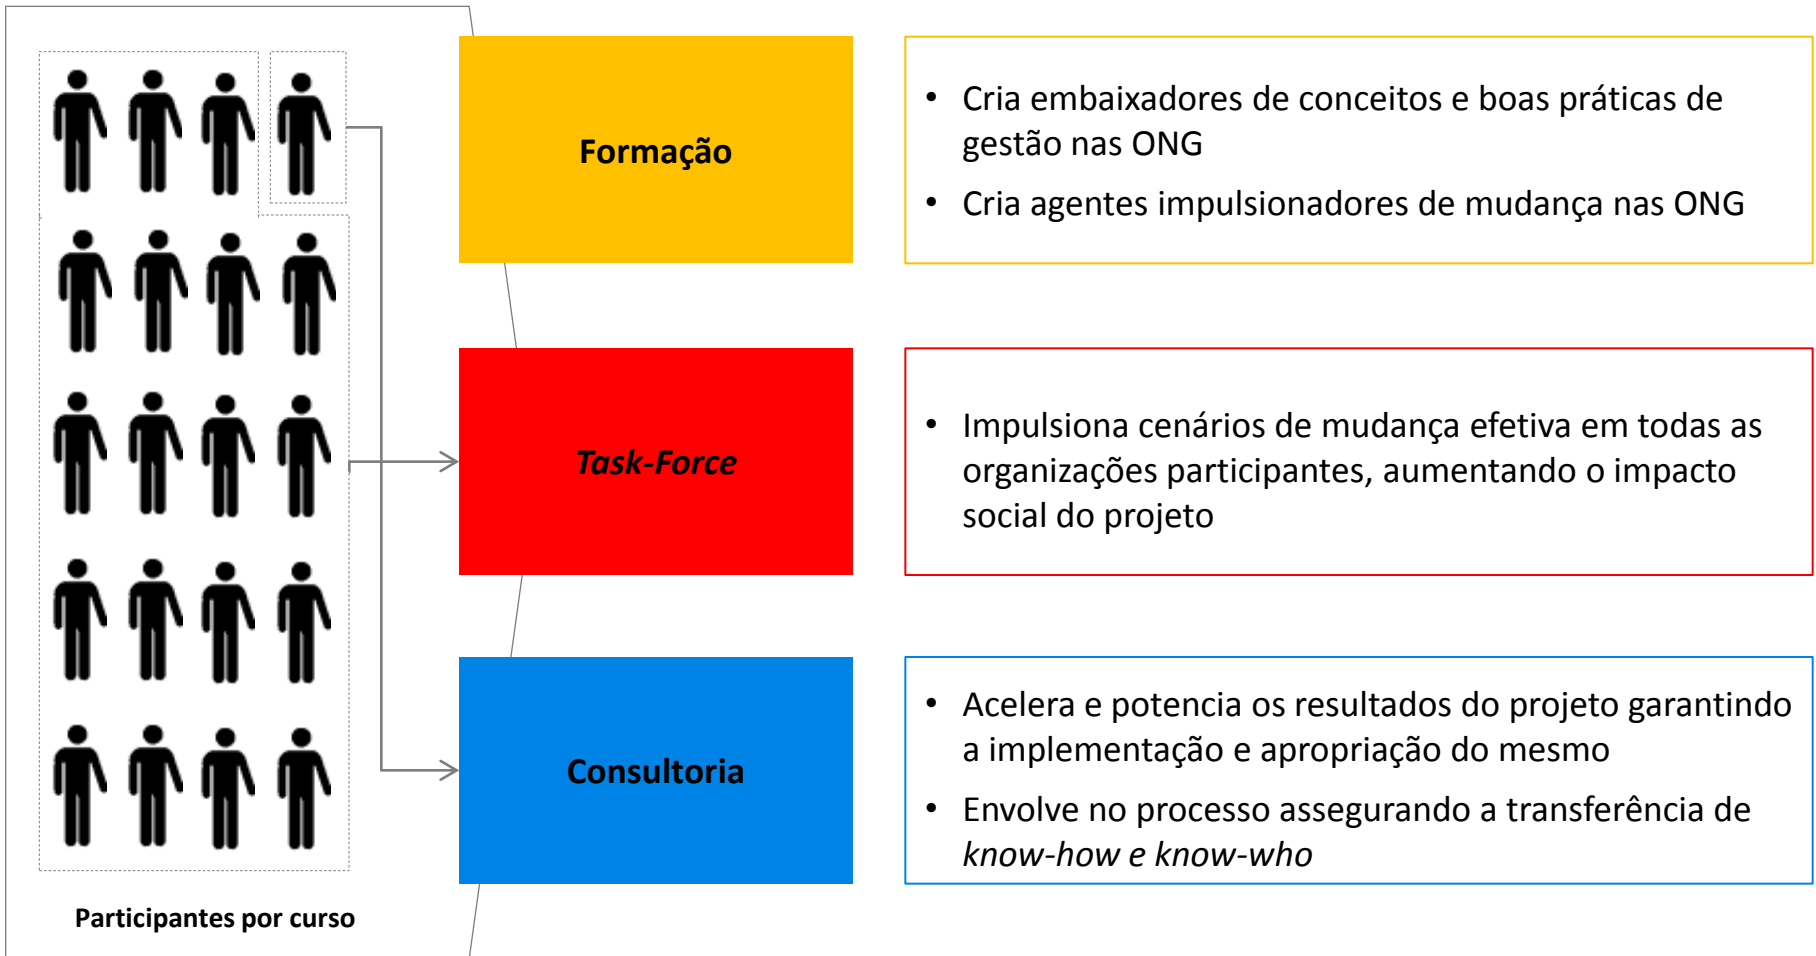 Formação
• Cria embaixadores de conceitos e boas práticas de
gestão nas ONG
• Cria agentes impulsionadores de mudança nas ONG
Task-Force
• Impulsiona cenários de mudança efetiva em todas as
organizações participantes, aumentando o impacto
social do projeto
Consultoria
• Acelera e potencia os resultados do projeto garantindo
a implementação e apropriação do mesmo
• Envolve no processo assegurando a transferência de
know-how e know-who
Participantes por curso